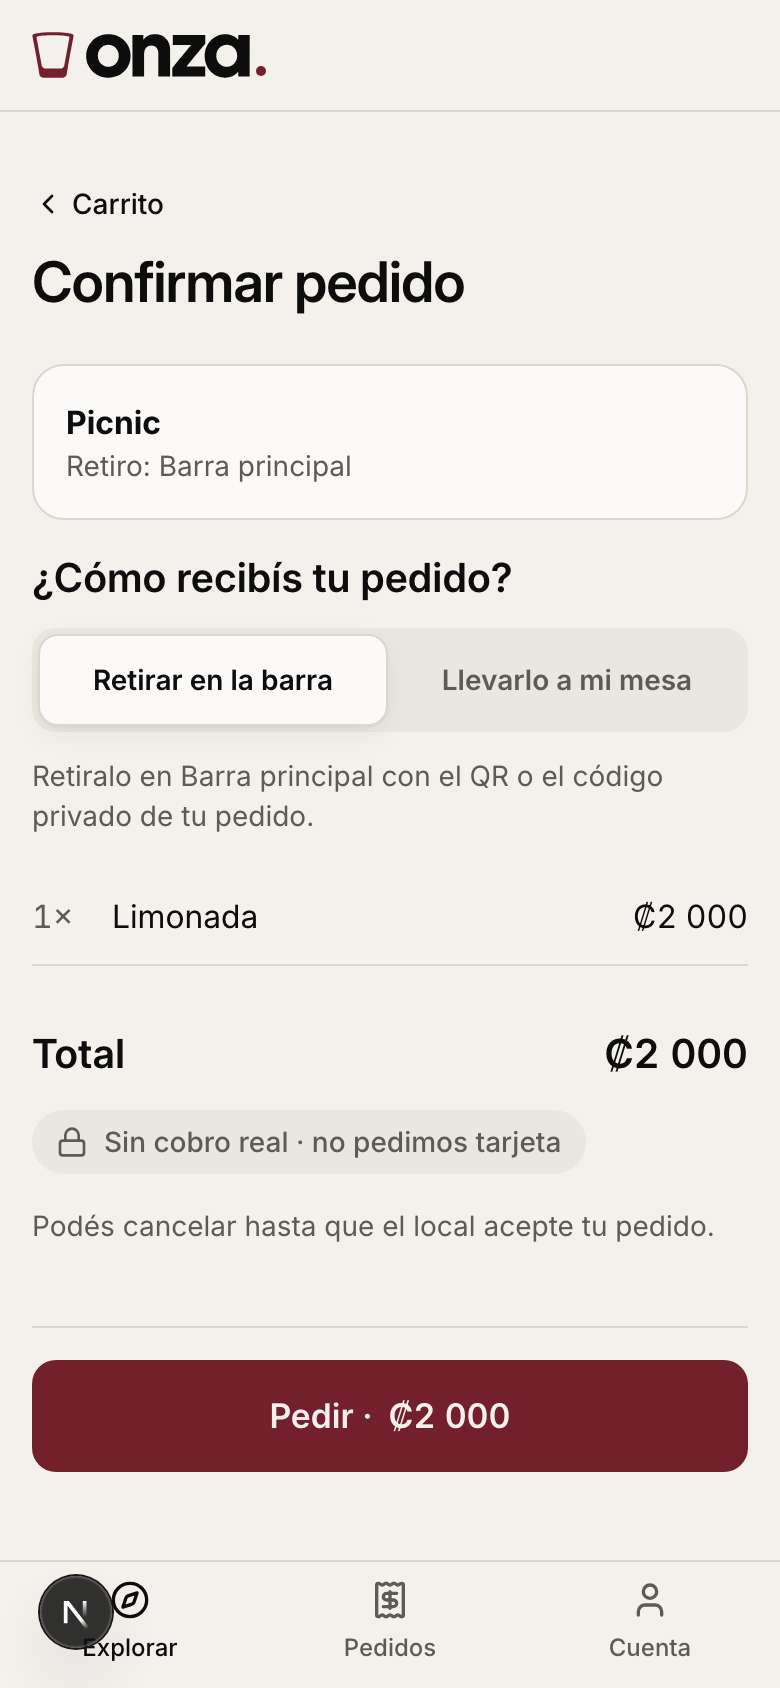 onza.
Carrito
Confirmar pedido
Picnic
Retiro: Barra principal
¿Cómo recibís tu pedido?
Retirar en la barra
Llevarlo a mi mesa
Retiralo en Barra principal con el QR o el código
privado de tu pedido.
1× Limonada ₡2 000
Total ₡2 000
Sin cobro real · no pedimos tarjeta
Podés cancelar hasta que el local acepte tu pedido.
Pedir · ₡2 000
N
Explorar
Pedidos
Cuenta